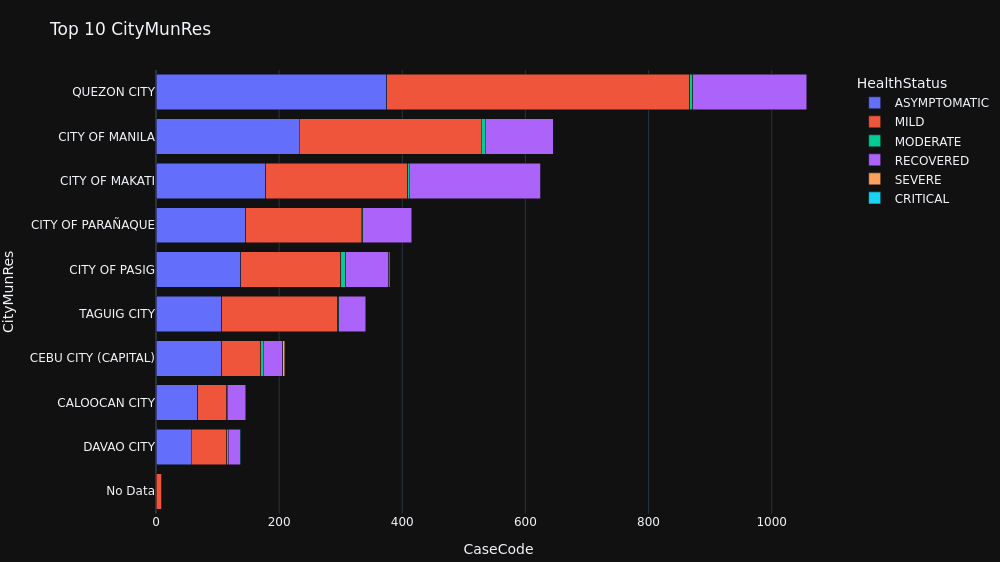 Top 10 CityMunRes
QUEZON CITY
CITY OF MANILA
CITY OF MAKATI
CITY OF PARAÑAQUE
CITY OF PASIG
TAGUIG CITY
CEBU CITY (CAPITAL)
CALOOCAN CITY
DAVAO CITY
No Data
CityMunRes
0 200 400 600 800 1000
CaseCode
HealthStatus
ASYMPTOMATIC
MILD
MODERATE
RECOVERED
SEVERE
CRITICAL